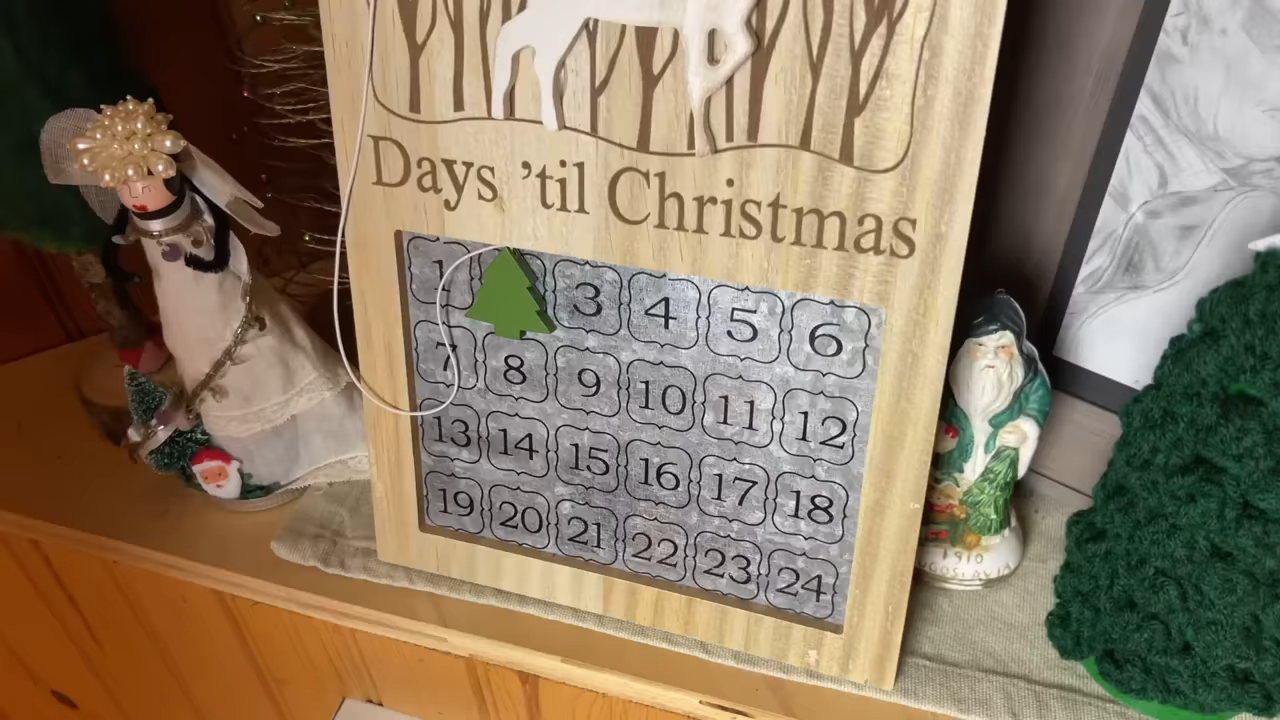 Days 'til Christmas
1 3 4 5 6
7 8 9 10 11 12
13 14 15 16 17 18
19 20 21 22 23 24
1910
UGOSLAVIA